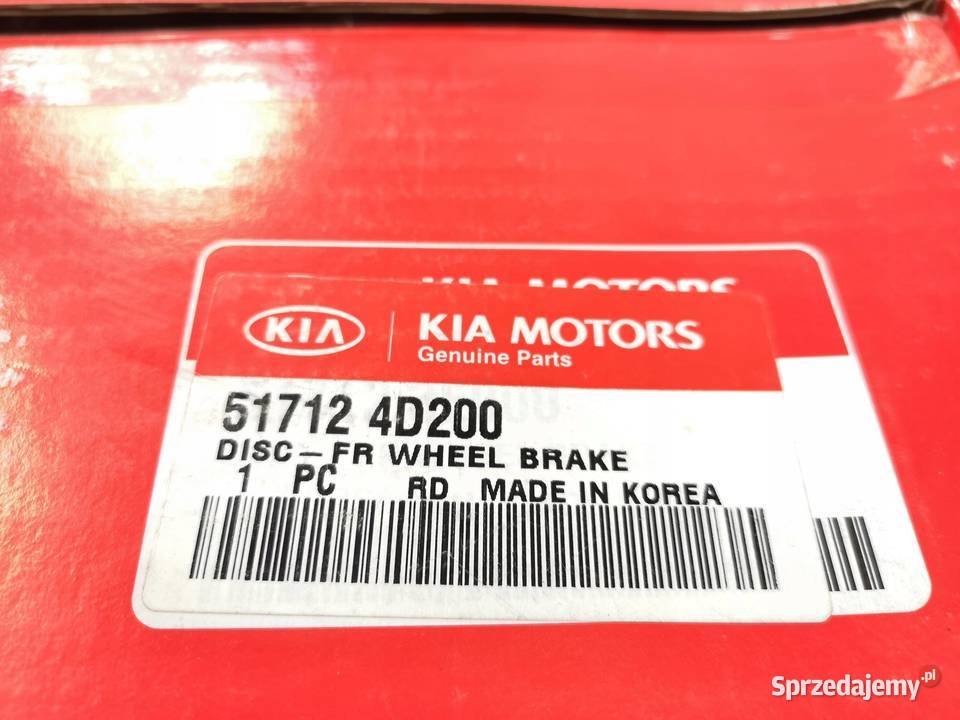 KIA MOTORS
KIA KIA MOTORS
Genuine Parts
51712 4D200
DISC-FR WHEEL BRAKE
1 PC RD MADE IN KOREA
Sprzedajemy.pl